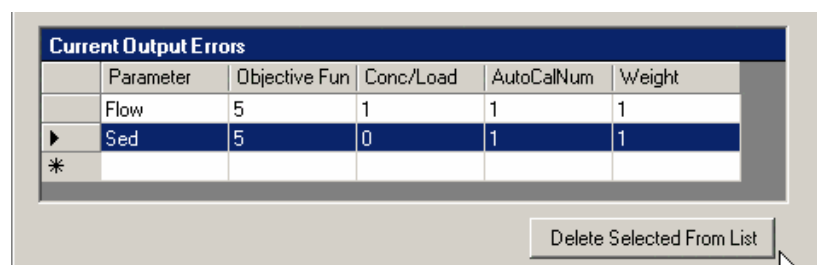 Current Output Errors
Parameter Objective Fun Conc/Load AutoCalNum Weight
Flow 5 1 1 1
Sed 5 0 1 1
*
Delete Selected From List